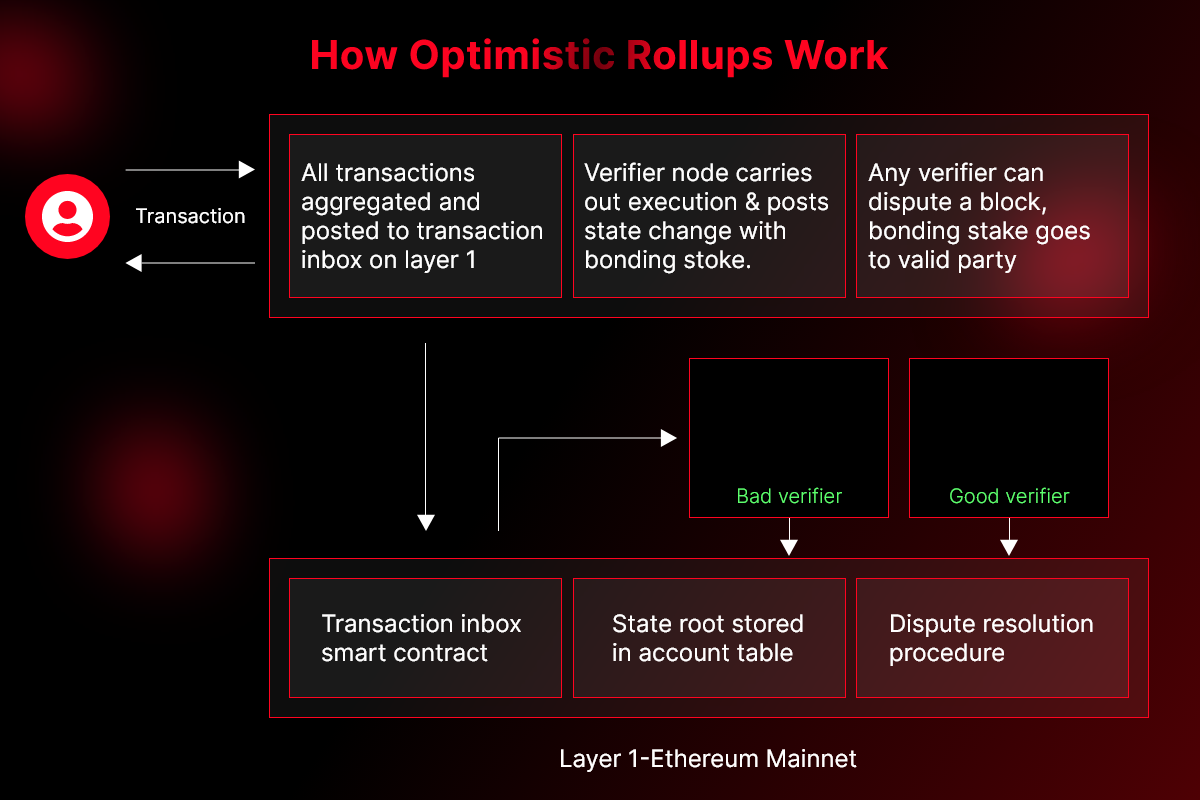 How Optimistic Rollups Work
Transaction
All transactions
aggregated and
posted to transaction
inbox on layer 1
Verifier node carries
out execution & posts
state change with
bonding stoke.
Any verifier can
dispute a block,
bonding stake goes
to valid party
Bad verifier
Good verifier
Transaction inbox
smart contract
State root stored
in account table
Dispute resolution
procedure
Layer 1-Ethereum Mainnet